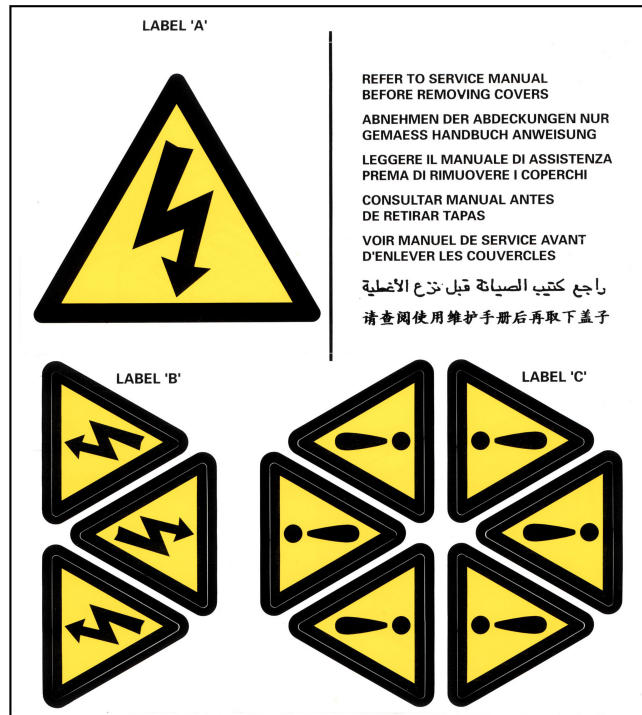 LABEL 'A'
REFER TO SERVICE MANUAL
BEFORE REMOVING COVERS
ABNEHMEN DER ABDECKUNGEN NUR
GEMAESS HANDBUCH ANWEISUNG
LEGGERE IL MANUALE DI ASSISTENZA
PREMA DI RIMUOVERE I COPERCHI
CONSULTAR MANUAL ANTES
DE RETIRAR TAPAS
VOIR MANUEL DE SERVICE AVANT
D'ENLEVER LES COUVERCLES
راجع كتيب الصيانة قبل نزع الأغطية
请查阅使用维护手册后再取下盖子
LABEL 'B'
LABEL 'C'